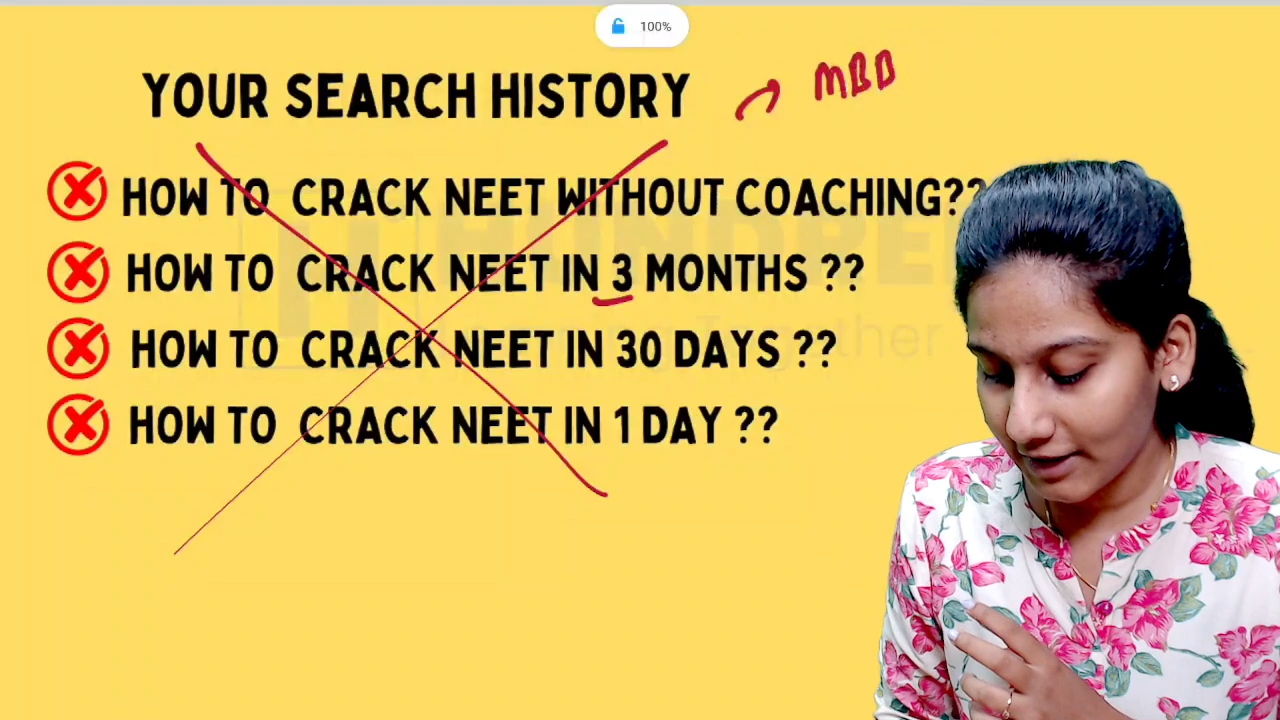 100%
YOUR SEARCH HISTORY
MBD
HOW TO CRACK NEET WITHOUT COACHING??
HOW TO CRACK NEET IN 3 MONTHS ??
HOW TO CRACK NEET IN 30 DAYS ??
HOW TO CRACK NEET IN 1 DAY ??